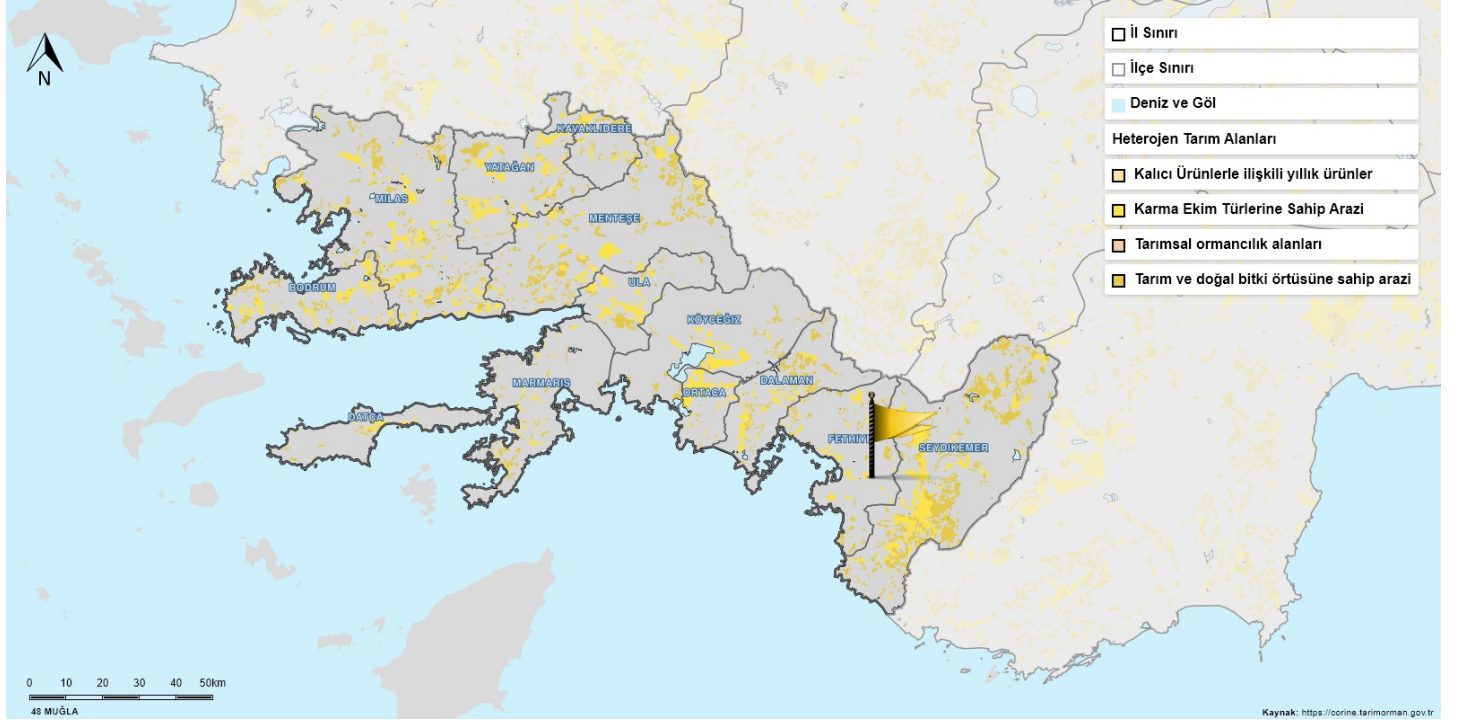 N
İl Sınırı
İlçe Sınırı
Deniz ve Göl
Heterojen Tarım Alanları
Kalıcı Ürünlerle ilişkili yıllık ürünler
Karma Ekim Türlerine Sahip Arazi
Tarımsal ormancılık alanları
Tarım ve doğal bitki örtüsüne sahip arazi
KAVAKLIDERE
YATAĞAN
MİLAS
MENTEŞE
BODRUM
ULA
KÖYCEĞİZ
MARMARİS
DALAMAN
ORTACA
DATÇA
FETHİYE
SEYDİKEMER
0 10 20 30 40 50km
48 MUĞLA
Kaynak: https://corine.tarimorman.gov.tr